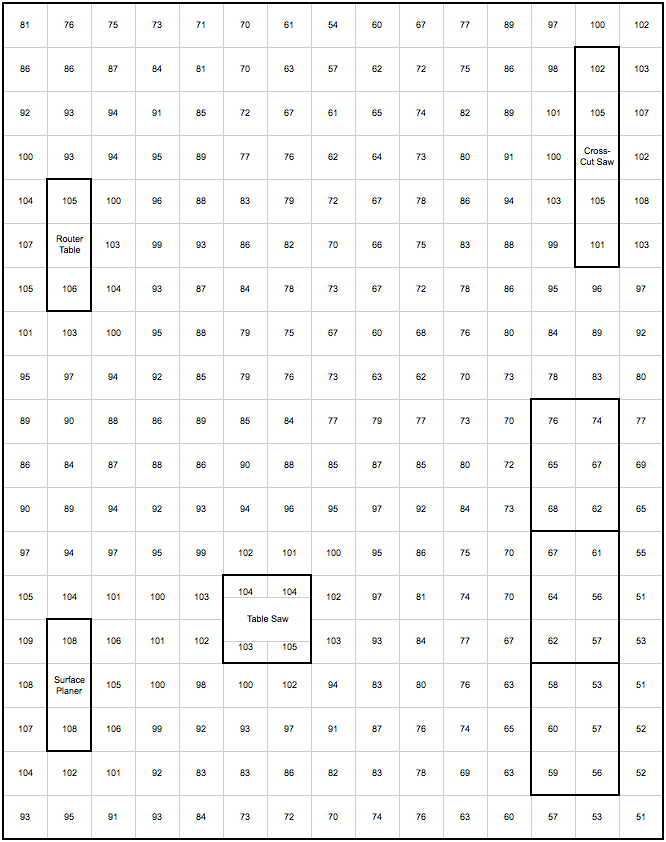 81 76 75 73 71 70 61 54 60 67 77 89 97 100 102
86 86 87 84 81 70 63 57 62 72 75 86 98 102 103
92 93 94 91 85 72 67 61 65 74 82 89 101 105 107
100 93 94 95 89 77 76 62 64 73 80 91 100 Cross- 102
Cut Saw
104 105 100 96 88 83 79 72 67 78 86 94 103 105 108
107 Router 103 99 93 86 82 70 66 75 83 88 99 101 103
Table
105 106 104 93 87 84 78 73 67 72 78 86 95 96 97
101 103 100 95 88 79 75 67 60 68 76 80 84 89 92
95 97 94 92 85 79 76 73 63 62 70 73 78 83 80
89 90 88 86 89 85 84 77 79 77 73 70 76 74 77
86 84 87 88 86 90 88 85 87 85 80 72 65 67 69
90 89 94 92 93 94 96 95 97 92 84 73 68 62 65
97 94 97 95 99 102 101 100 95 86 75 70 67 61 55
105 104 101 100 103 104 104 102 97 81 74 70 64 56 51
Table Saw
109 108 106 101 102 103 105 103 93 84 77 67 62 57 53
108 Surface 105 100 98 100 102 94 83 80 76 63 58 53 51
Planer
107 108 106 99 92 93 97 91 87 76 74 65 60 57 52
104 102 101 92 83 83 86 82 83 78 69 63 59 56 52
93 95 91 93 84 73 72 70 74 76 63 60 57 53 51